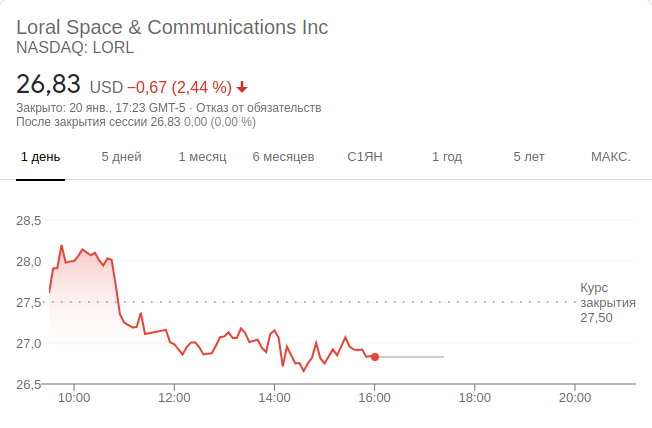 Loral Space & Communications Inc
NASDAQ: LORL
26,83 USD −0,67 (2,44 %)
Закрыто: 20 янв., 17:23 GMT-5 · Отказ от обязательств
После закрытия сессии 26,83 0,00 (0,00 %)
1 день 5 дней 1 месяц 6 месяцев С1ЯН 1 год 5 лет МАКС.
28,5
28,0
27,5
27,0
26,5
Курс
закрытия
27,50
10:00 12:00 14:00 16:00 18:00 20:00